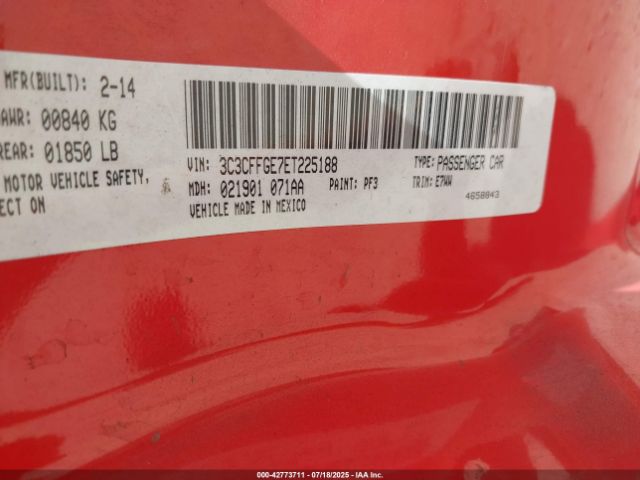 MFR(BUILT): 2-14
AWR: 00840 KG
REAR: 01850 LB
MOTOR VEHICLE SAFETY,
ECT ON
VIN: 3C3CFFGE7ET225188
TYPE: PASSENGER CAR
MDH: 021901 071AA
PAINT: PF3
TRIM: E7WW
VEHICLE MADE IN MEXICO
4658843
000-42773711 | 07/18/2025 - IAA Inc.